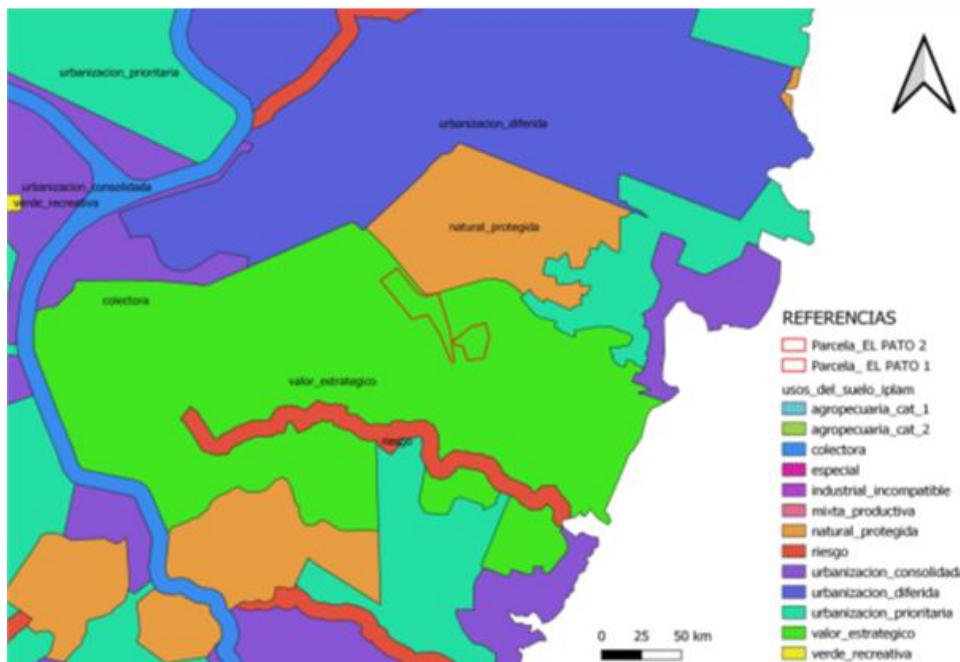 urbanizacion_prioritaria
urbanizacion_diferida
urbanizacion_consolidada
verde_recreativa
natural_protegida
colectora
valor_estrategico
riesgo
REFERENCIAS
Parcela_EL PATO 2
Parcela_ EL PATO 1
usos_del_suelo_iplam
agropecuaria_cat_1
agropecuaria_cat_2
colectora
especial
industrial_incompatible
mixta_productiva
natural_protegida
riesgo
urbanizacion_consolidada
urbanizacion_diferida
urbanizacion_prioritaria
valor_estrategico
verde_recreativa
0 25 50 km